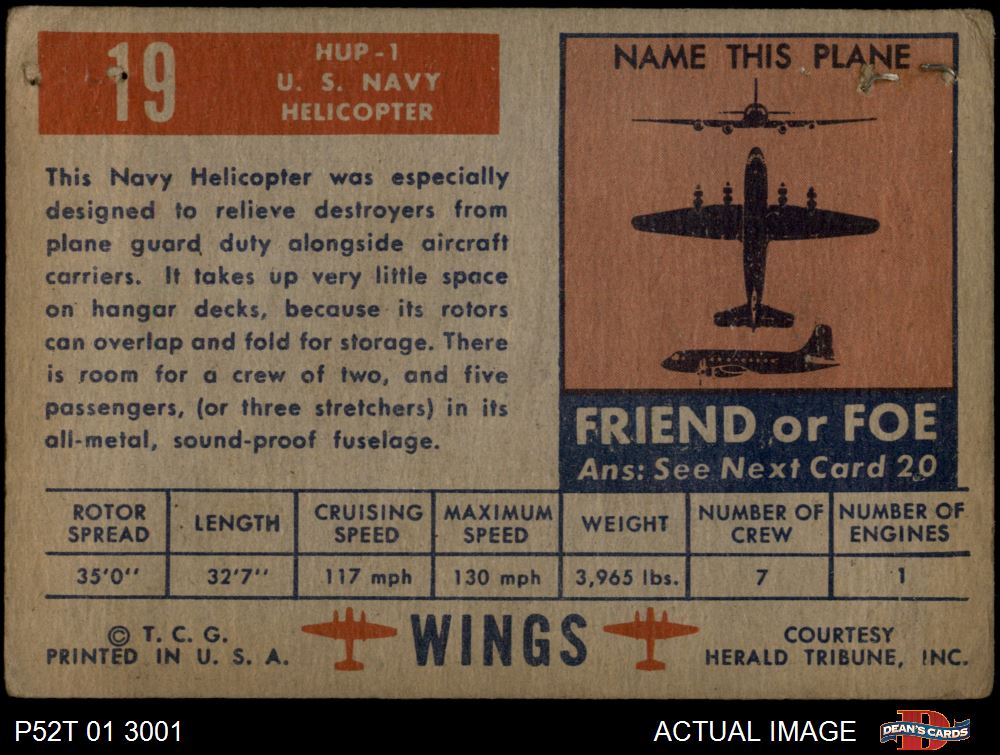 19
HUP-1
U. S. NAVY
HELICOPTER
This Navy Helicopter was especially
designed to relieve destroyers from
plane guard duty alongside aircraft
carriers. It takes up very little space
on hangar decks, because its rotors
can overlap and fold for storage. There
is room for a crew of two, and five
passengers, (or three stretchers) in its
all-metal, sound-proof fuselage.
NAME THIS PLANE
FRIEND or FOE
Ans: See Next Card 20
ROTOR SPREAD LENGTH CRUISING SPEED MAXIMUM SPEED WEIGHT NUMBER OF CREW NUMBER OF ENGINES
35'0'' 32'7'' 117 mph 130 mph 3,965 lbs. 7 1
© T. C. G.
PRINTED IN U. S. A.
WINGS
COURTESY
HERALD TRIBUNE, INC.
P52T 01 3001
ACTUAL IMAGE
D
DEAN'S CARDS